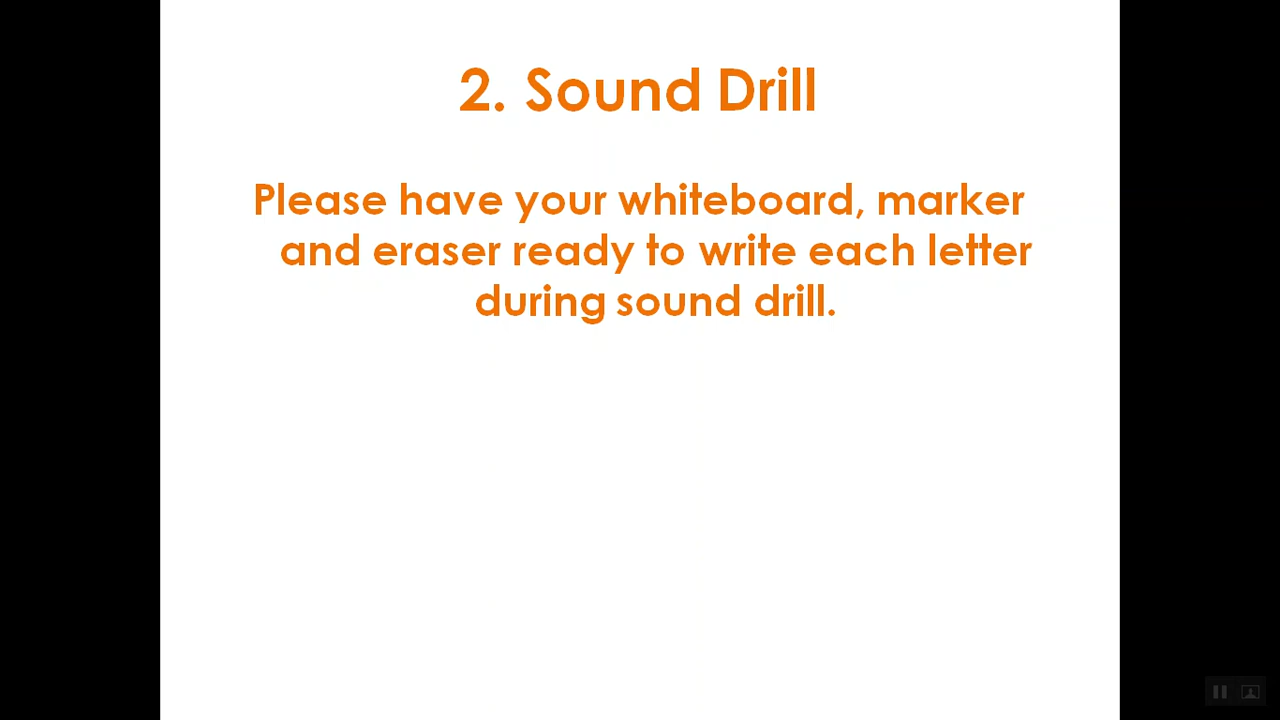 2. Sound Drill
Please have your whiteboard, marker
and eraser ready to write each letter
during sound drill.